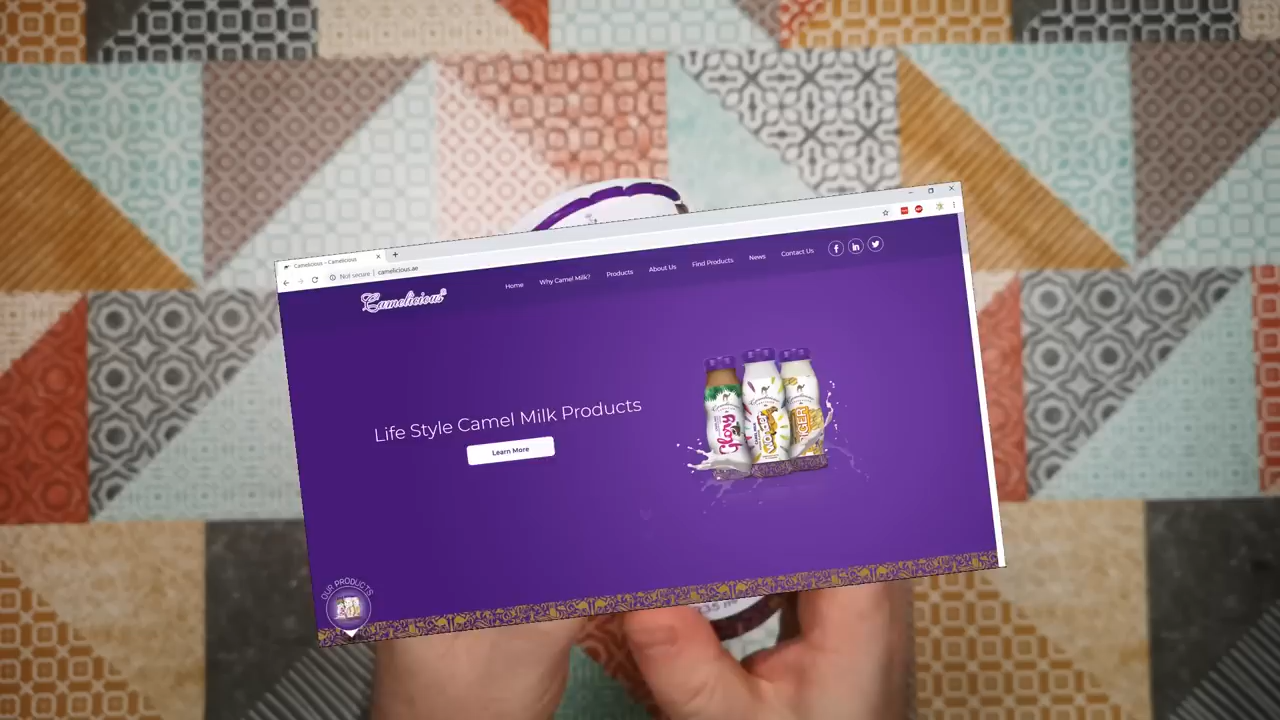 Camelicious – Camelicious
Not secure | camelicious.ae
Camelicious®
Home Why Camel Milk? Products About Us Find Products News Contact Us
Life Style Camel Milk Products
Learn More
Glory
TIGER
OUR PRODUCTS